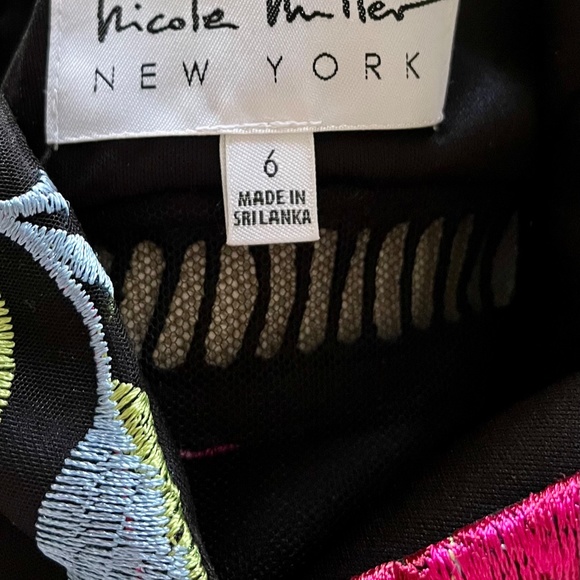 Nicole Miller
NEW YORK
6
MADE IN
SRI LANKA